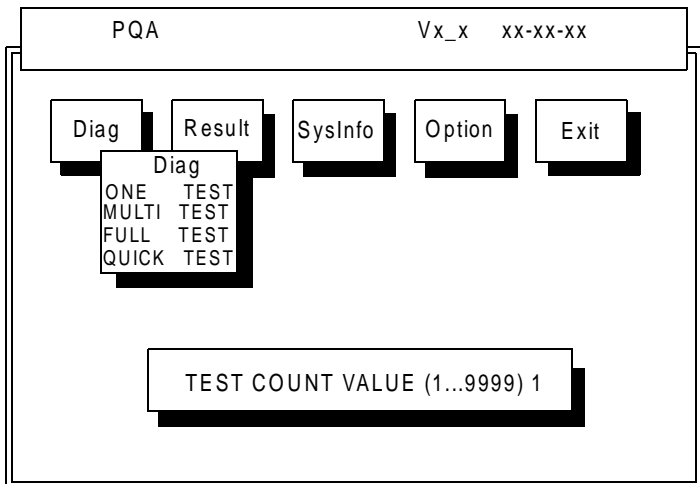 PQA Vx_x xx-xx-xx
Diag Result SysInfo Option Exit
Diag
ONE TEST
MULTI TEST
FULL TEST
QUICK TEST
TEST COUNT VALUE (1...9999) 1